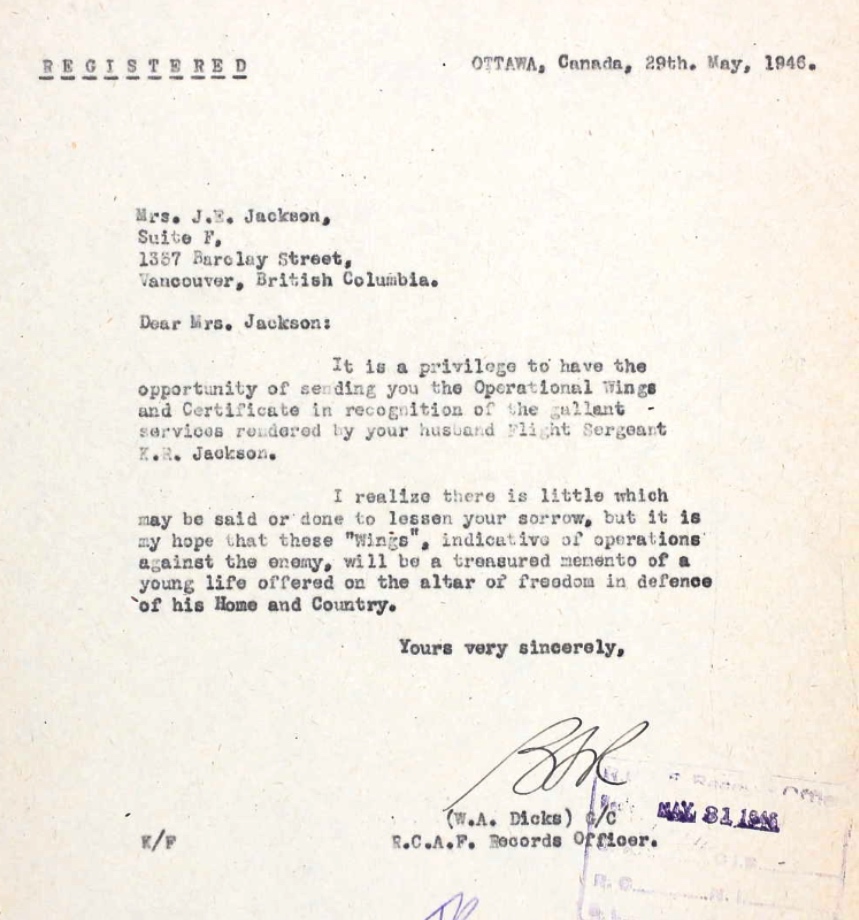 REGISTERED
OTTAWA, Canada, 29th. May, 1946.
Mrs. J.E. Jackson,
Suite F,
1357 Barclay Street,
Vancouver, British Columbia.
Dear Mrs. Jackson:
It is a privilege to have the
opportunity of sending you the Operational Wings
and Certificate in recognition of the gallant
services rendered by your husband Flight Sergeant
K.R. Jackson.
I realize there is little which
may be said or done to lessen your sorrow, but it is
my hope that these "Wings", indicative of operations
against the enemy, will be a treasured memento of a
young life offered on the altar of freedom in defence
of his Home and Country.
Yours very sincerely,
(W.A. Dicks) G/C
R.C.A.F. Records Officer.
K/F
MAY 31 1946